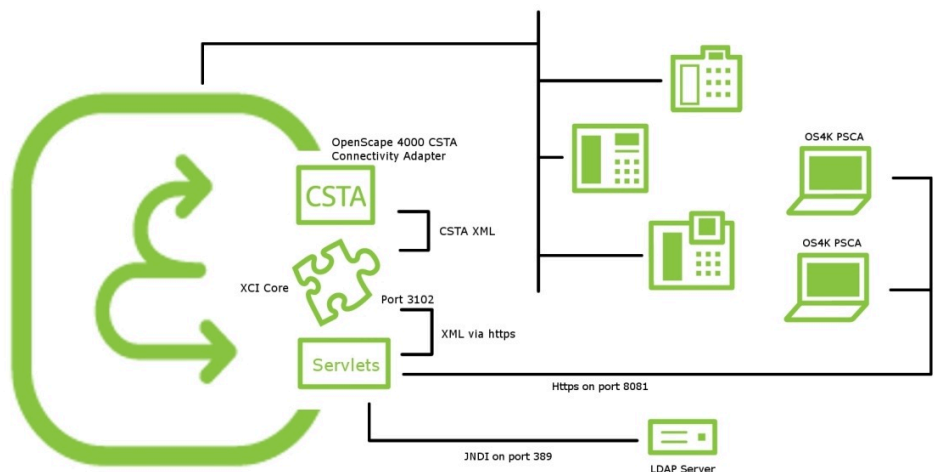 OpenScape 4000 CSTA
Connectivity Adapter
CSTA
CSTA XML
XCI Core
Port 3102
XML via https
Servlets
OS4K PSCA
OS4K PSCA
Https on port 8081
JNDI on port 389
LDAP Server